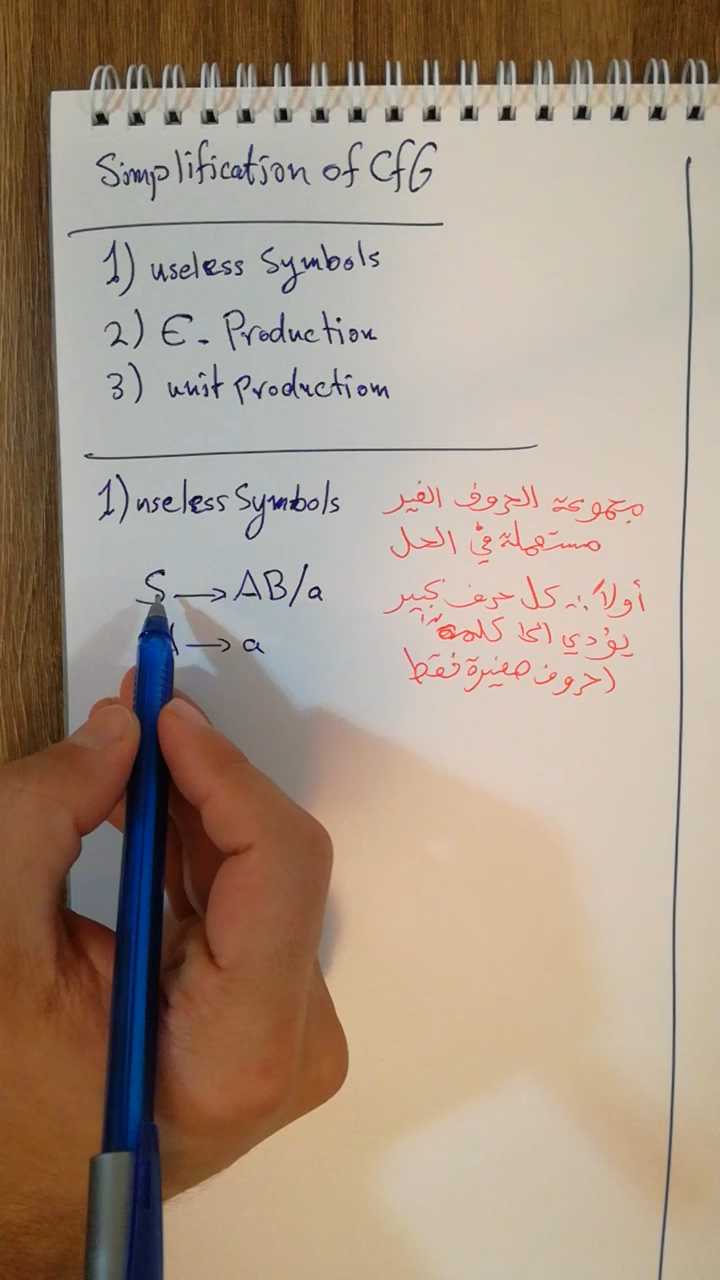 Simplification of CFG
1) useless Symbols
2) ε- Production
3) unit Production
1) useless Symbols
مجموعة الحروف الغير
مستعملة في الحل
S → AB/a
أولاً:- كل حرف كبير
→ a
يؤدي الى كلمة
احرف صغيرة فقط